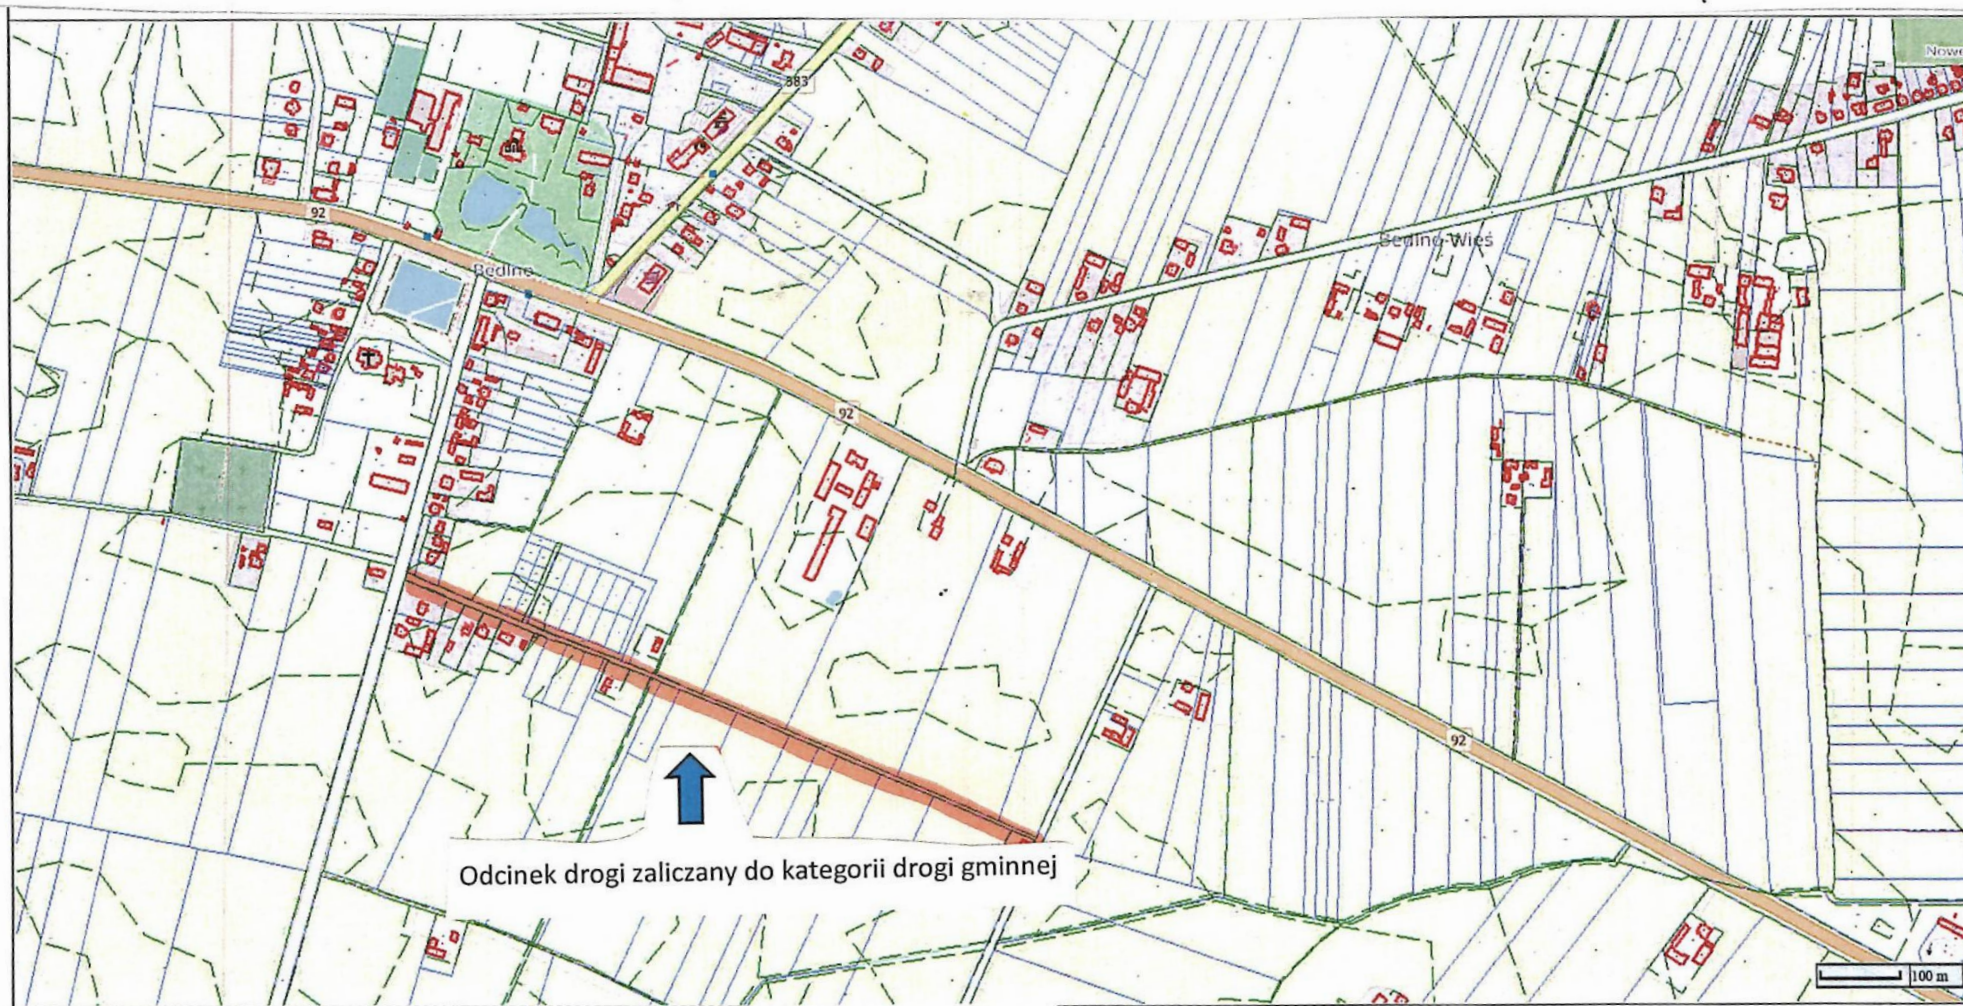 Nowe
583
92
Bedlno
Bedlno-Wieś
92
92
Odcinek drogi zaliczany do kategorii drogi gminnej
100 m